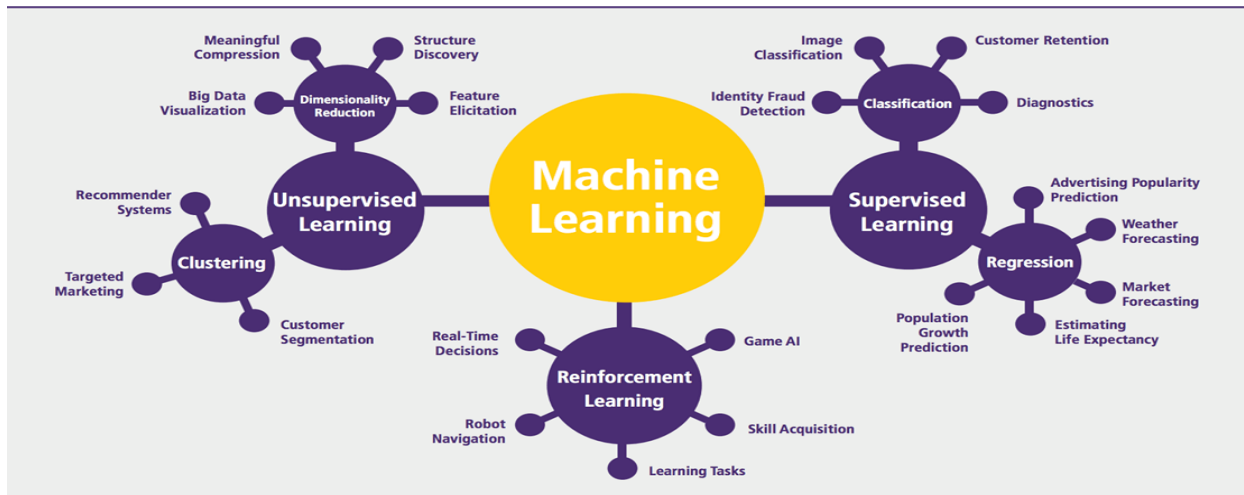 Machine
Learning
Unsupervised
Learning
Dimensionality
Reduction
Meaningful
Compression
Structure
Discovery
Big Data
Visualization
Feature
Elicitation
Clustering
Recommender
Systems
Targeted
Marketing
Customer
Segmentation
Supervised
Learning
Classification
Image
Classification
Customer Retention
Identity Fraud
Detection
Diagnostics
Regression
Advertising Popularity
Prediction
Weather
Forecasting
Market
Forecasting
Estimating
Life Expectancy
Population
Growth
Prediction
Reinforcement
Learning
Real-Time
Decisions
Game AI
Robot
Navigation
Skill Acquisition
Learning Tasks